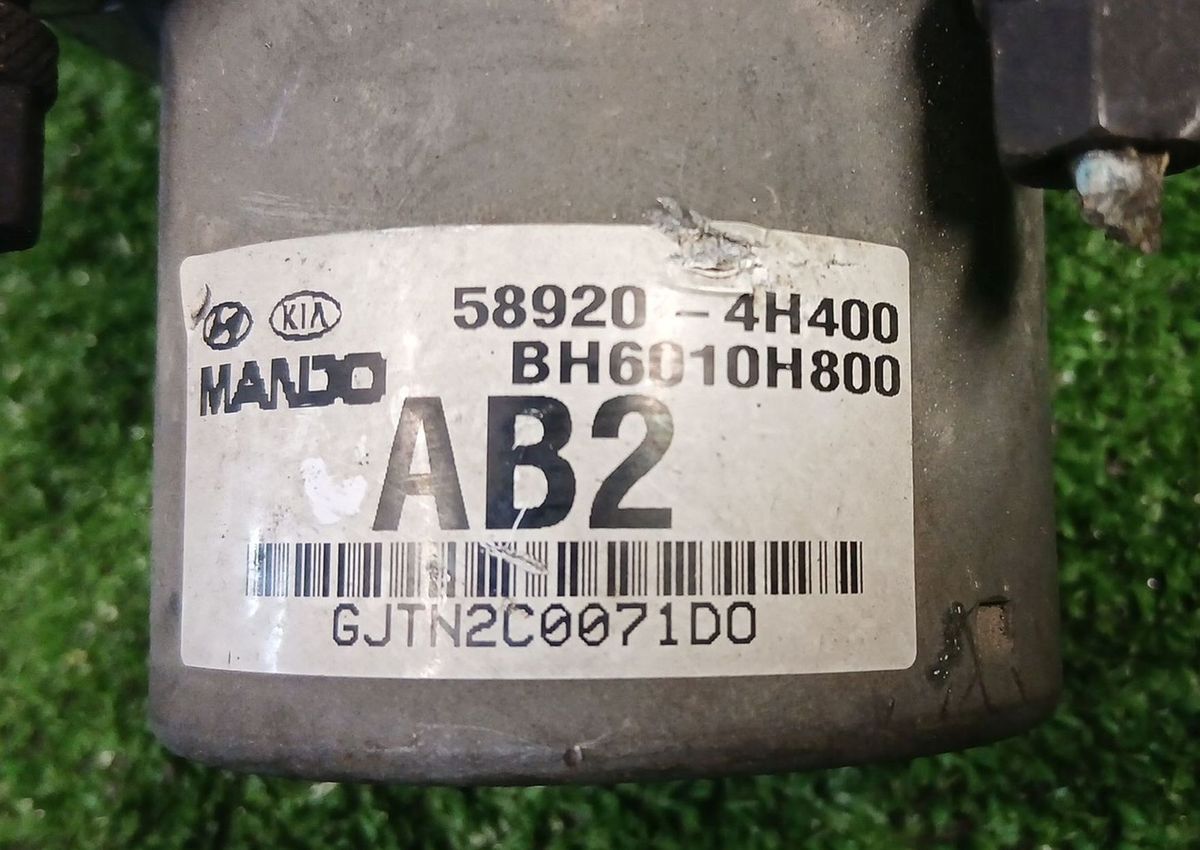 KIA 58920 - 4H400
MANDO BH6010H800
AB2
GJTN2C0071D0